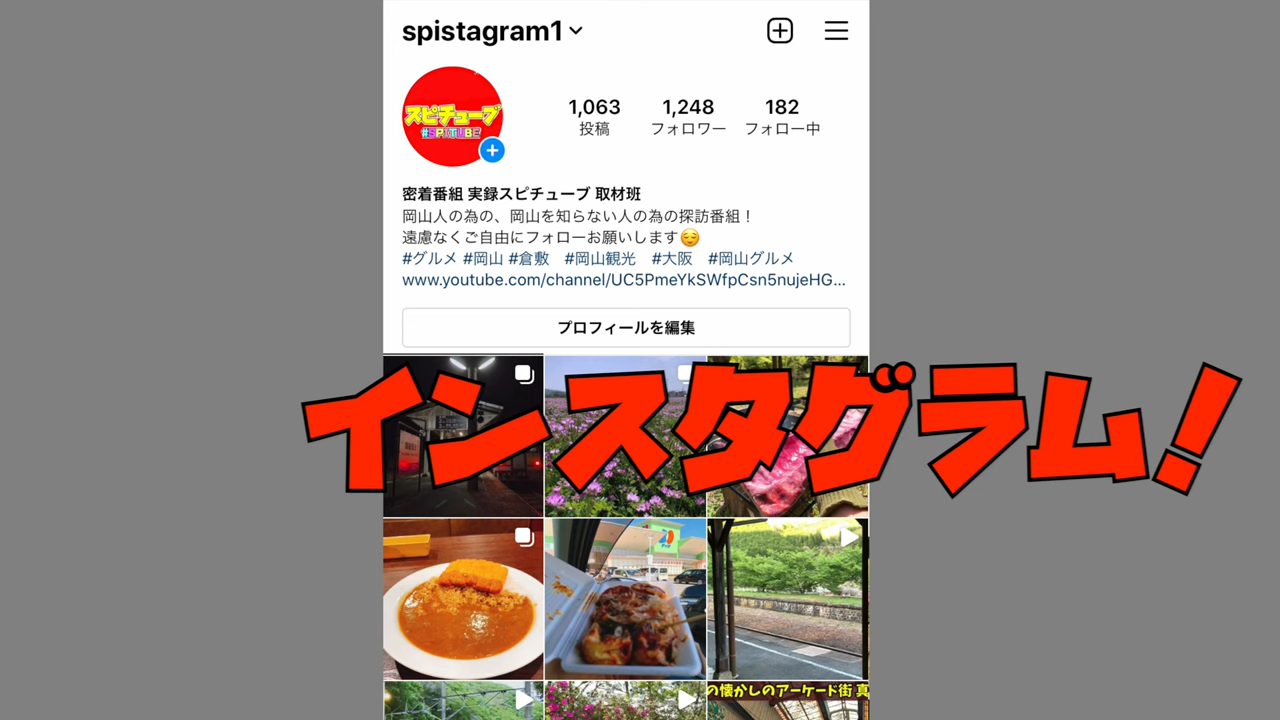 spistagram1
スピチューブ
#SPITUBE
1,063
投稿
1,248
フォロワー
182
フォロー中
密着番組 実録スピチューブ 取材班
岡山人の為の、岡山を知らない人の為の探訪番組！
遠慮なくご自由にフォローお願いします😌
#グルメ #岡山 #倉敷　#岡山観光　#大阪　#岡山グルメ
www.youtube.com/channel/UC5PmeYkSWfpCsn5nujeHG...
プロフィールを編集
インスタグラム！
の懐かしのアーケード街 真